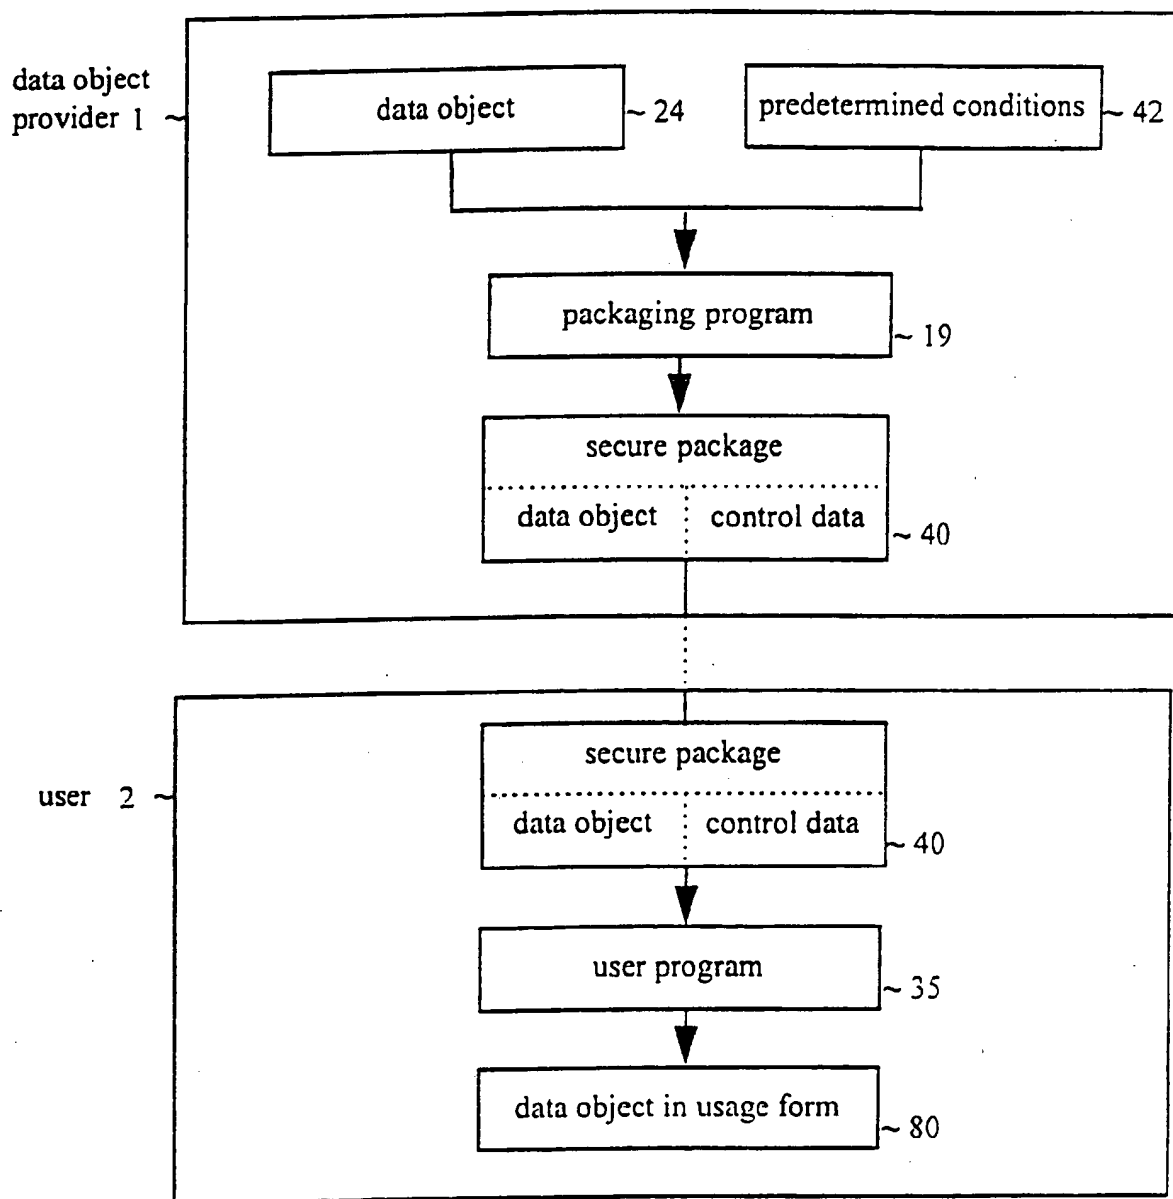 data object
provider 1 ~
data object
~ 24
predetermined conditions
~ 42
packaging program
~ 19
secure package
data object
control data
~ 40
user 2 ~
secure package
data object
control data
~ 40
user program
~ 35
data object in usage form
~ 80